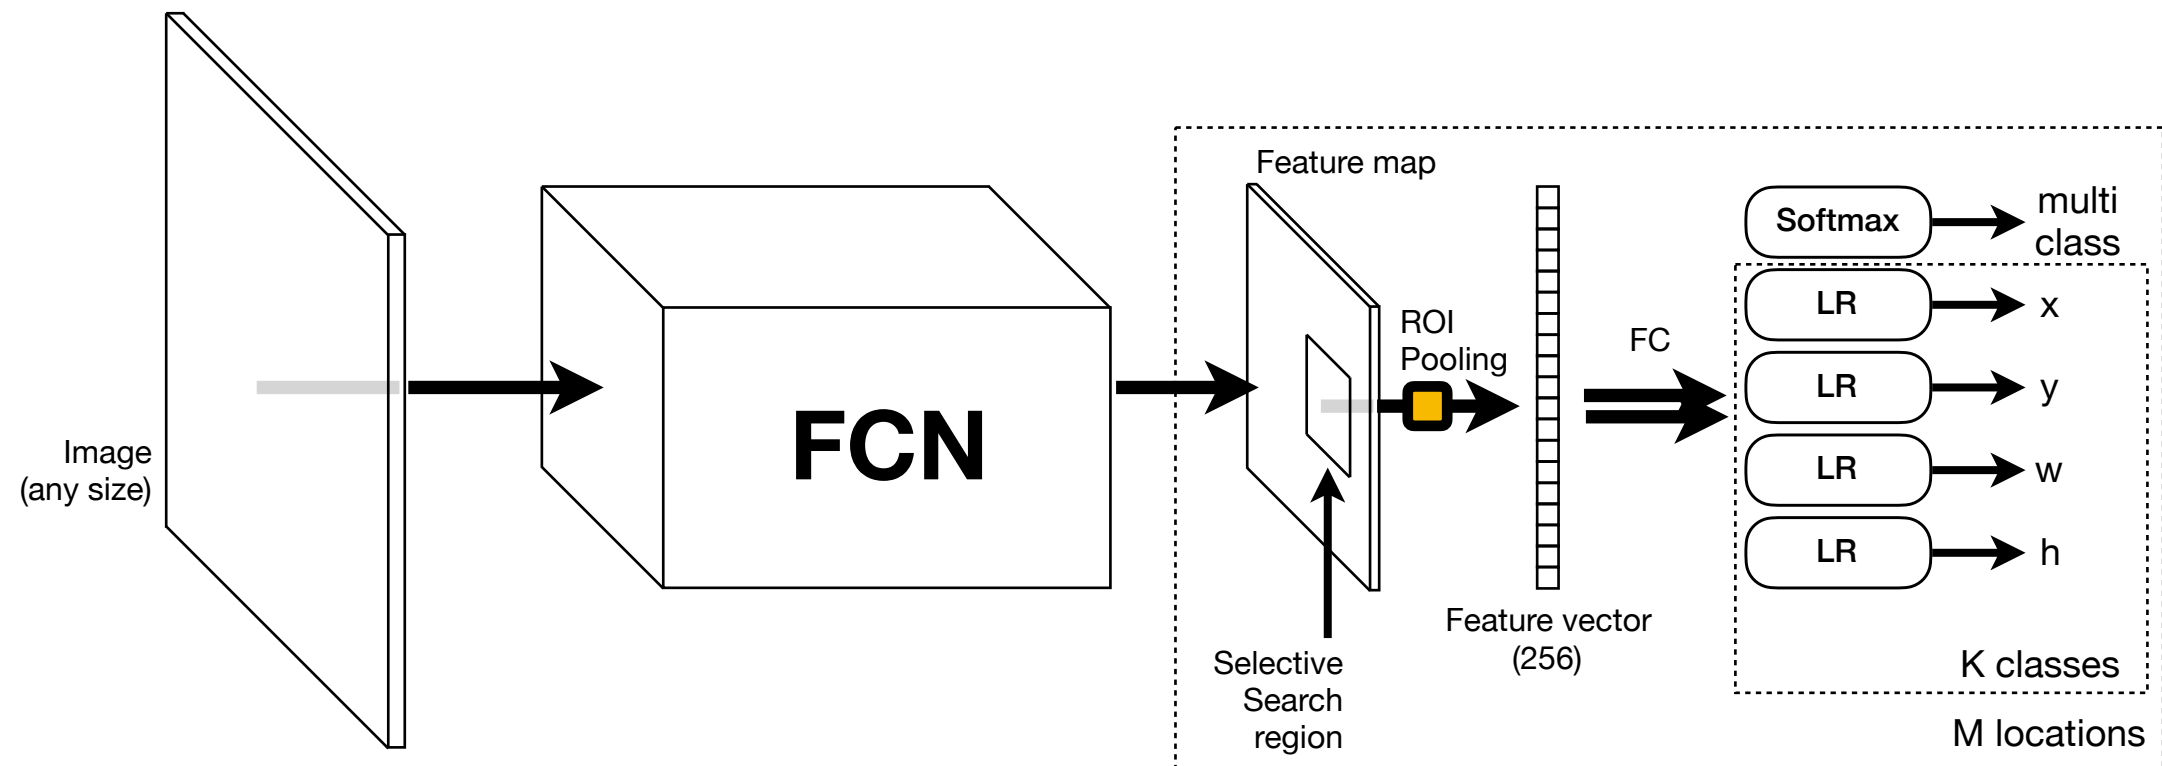 Image
(any size)
FCN
Feature map
Selective
Search
region
ROI
Pooling
Feature vector
(256)
FC
Softmax
multi
class
LR
x
LR
y
LR
w
LR
h
K classes
M locations